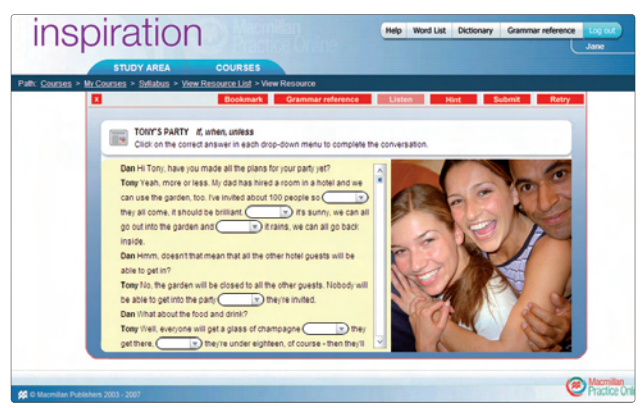 inspiration
Macmillan
Practice Online
Help Word List Dictionary Grammar reference Log out
Jane
STUDY AREA COURSES
Path: Courses > My Courses > Syllabus > View Resource List > View Resource
x Bookmark Grammar reference Listen Hint Submit Retry
TONY'S PARTY If, when, unless
Click on the correct answer in each drop-down menu to complete the conversation.
Dan Hi Tony, have you made all the plans for your party yet?
Tony Yeah, more or less. My dad has hired a room in a hotel and we
can use the garden, too. I've invited about 100 people so
they all come, it should be brilliant. it's sunny, we can all
go out into the garden and it rains, we can all go back
inside.
Dan Hmm, doesn't that mean that all the other hotel guests will be
able to get in?
Tony No, the garden will be closed to all the other guests. Nobody will
be able to get into the party they're invited.
Dan What about the food and drink?
Tony Well, everyone will get a glass of champagne they
get there, they're under eighteen, of course - then they'll
© Macmillan Publishers 2003 - 2007
Macmillan
Practice Onli